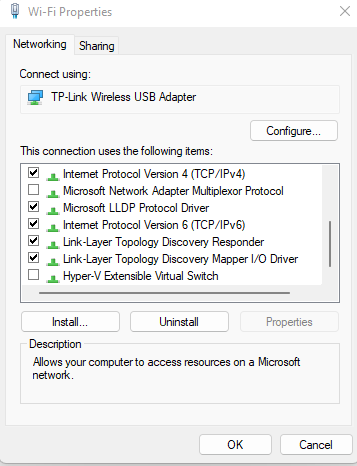 Wi-Fi Properties
Networking
Sharing
Connect using:
TP-Link Wireless USB Adapter
Configure...
This connection uses the following items:
Internet Protocol Version 4 (TCP/IPv4)
Microsoft Network Adapter Multiplexor Protocol
Microsoft LLDP Protocol Driver
Internet Protocol Version 6 (TCP/IPv6)
Link-Layer Topology Discovery Responder
Link-Layer Topology Discovery Mapper I/O Driver
Hyper-V Extensible Virtual Switch
Install...
Uninstall
Properties
Description
Allows your computer to access resources on a Microsoft
network.
OK
Cancel